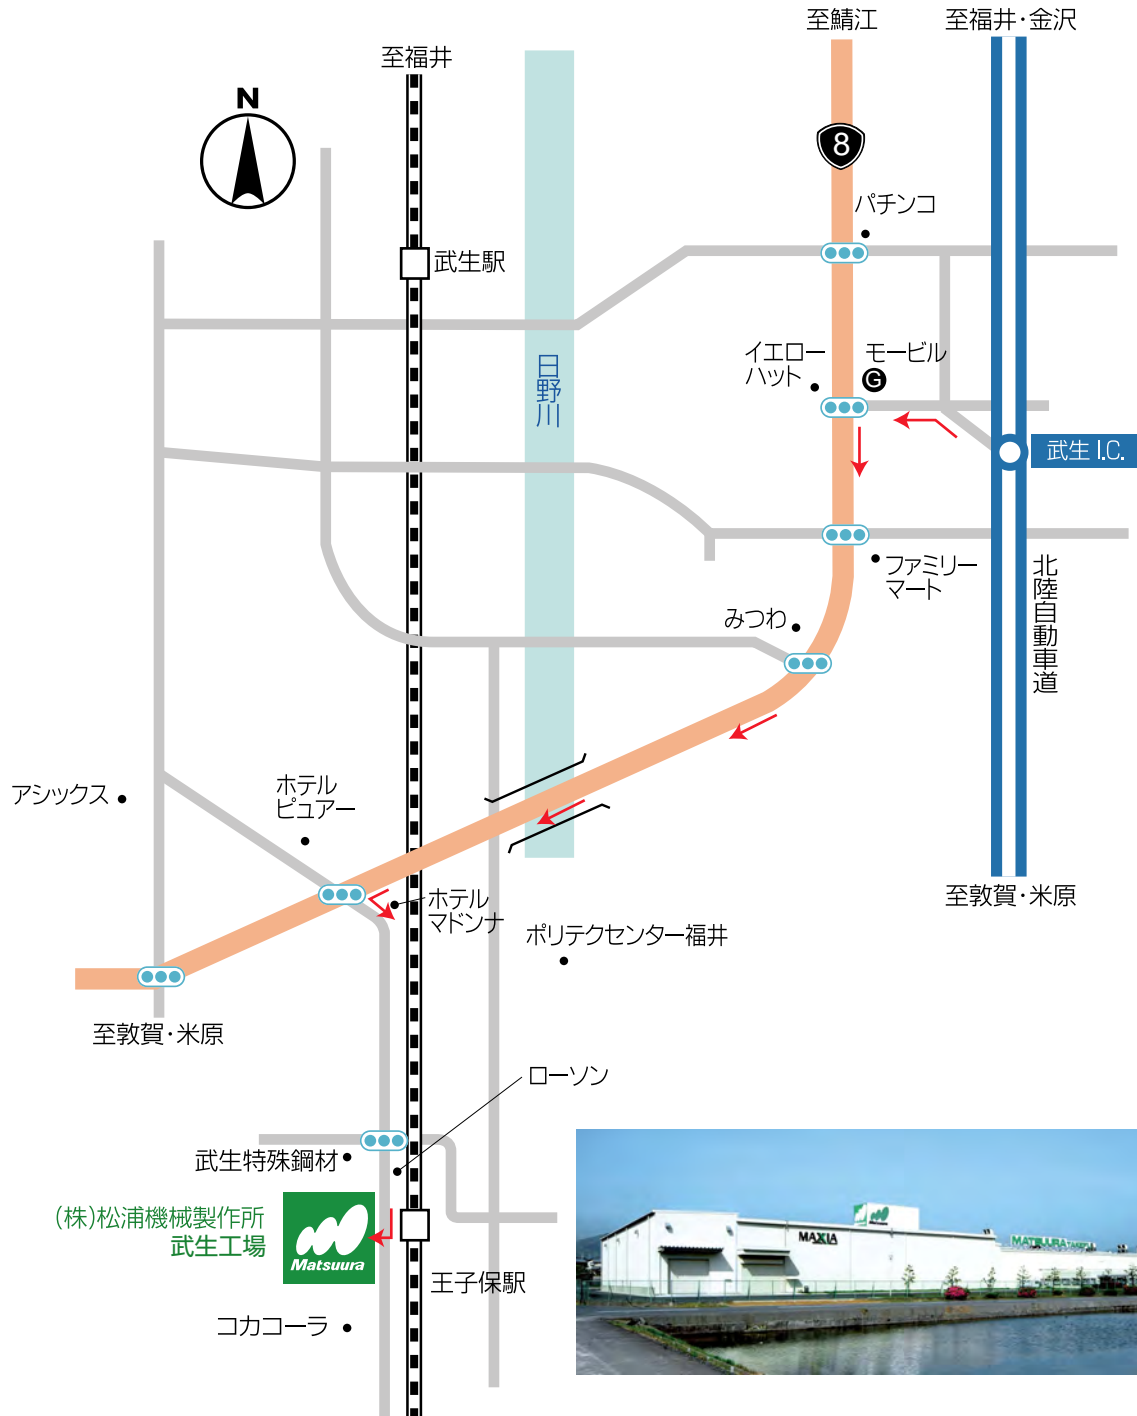 至鯖江
至福井・金沢
至福井
N
8
パチンコ
武生駅
イエロー
ハット
モービル
G
日野川
武生 I.C.
ファミリー
マート
北陸自動車道
みつわ
アシックス
ホテル
ピュアー
ホテル
マドンナ
至敦賀・米原
ポリテクセンター福井
至敦賀・米原
ローソン
武生特殊鋼材
(株)松浦機械製作所
武生工場
Matsuura
王子保駅
コカコーラ
MAXIA
MATSUURA TAKEFU